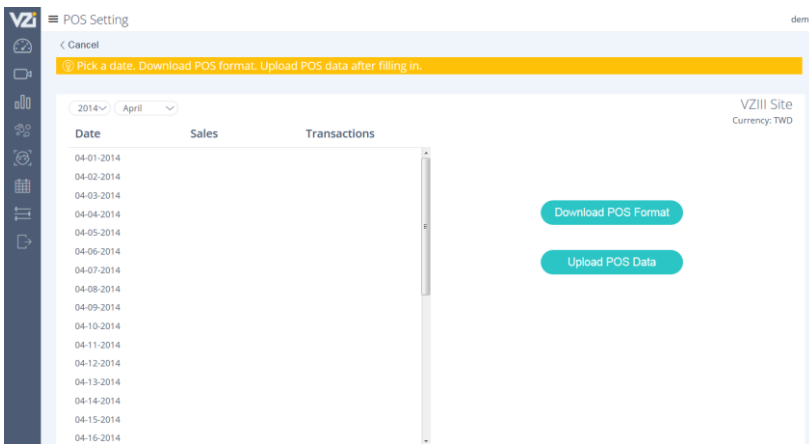 VZi
POS Setting
dem
< Cancel
Pick a date. Download POS format. Upload POS data after filling in.
2014 April
VZIII Site
Currency: TWD
Date Sales Transactions
04-01-2014
04-02-2014
04-03-2014
04-04-2014
04-05-2014
04-06-2014
04-07-2014
04-08-2014
04-09-2014
04-10-2014
04-11-2014
04-12-2014
04-13-2014
04-14-2014
04-15-2014
04-16-2014
Download POS Format
Upload POS Data